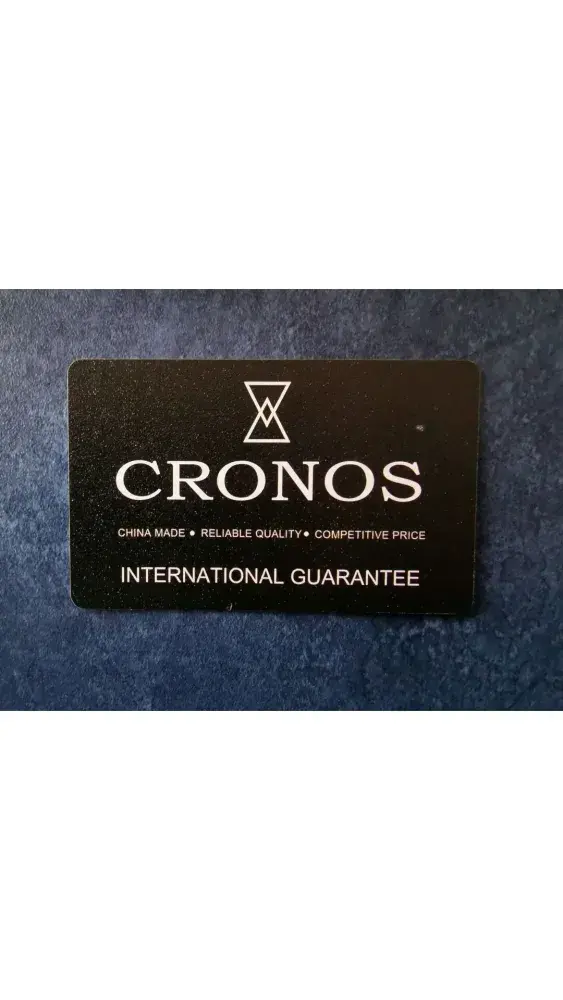 CRONOS
CHINA MADE ● RELIABLE QUALITY ● COMPETITIVE PRICE
INTERNATIONAL GUARANTEE